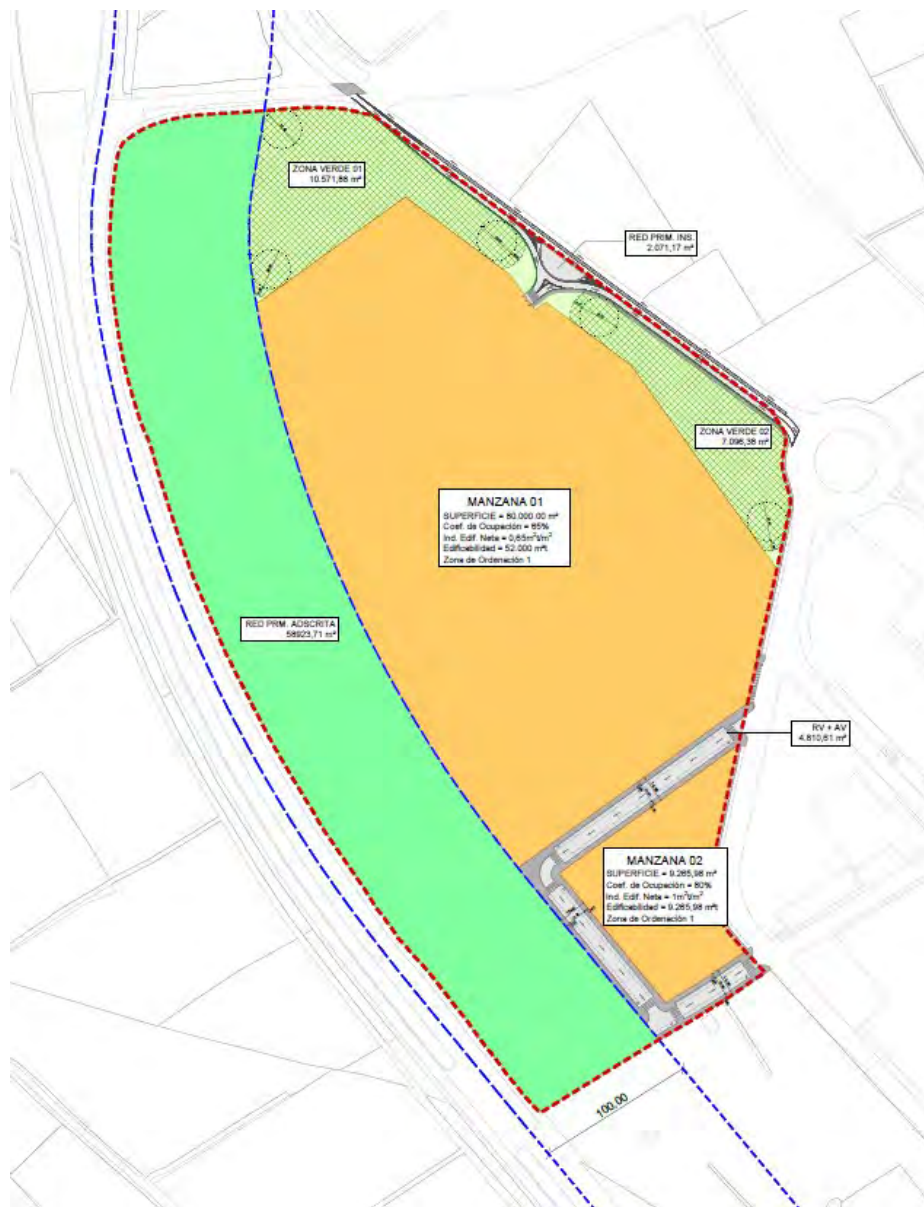 ZONA VERDE 01
10.571,88 m²
RED PRIM. INS.
2.071,17 m²
ZONA VERDE 02
7.096,38 m²
MANZANA 01
SUPERFICIE = 80.000.00 m²
Coef. de Ocupación = 65%
Ind. Edif. Neta = 0,65m²t/m²
Edificabilidad = 52.000 m²t
Zona de Ordenación 1
RED PRM. ADSCRITA
58923,71 m²
RV + AV
4.810,61 m²
MANZANA 02
SUPERFICIE = 9.265,98 m²
Coef. de Ocupación = 80%
Ind. Edif. Neta = 1m²t/m²
Edificabilidad = 9.265,98 m²t
Zona de Ordenación 1
100,00